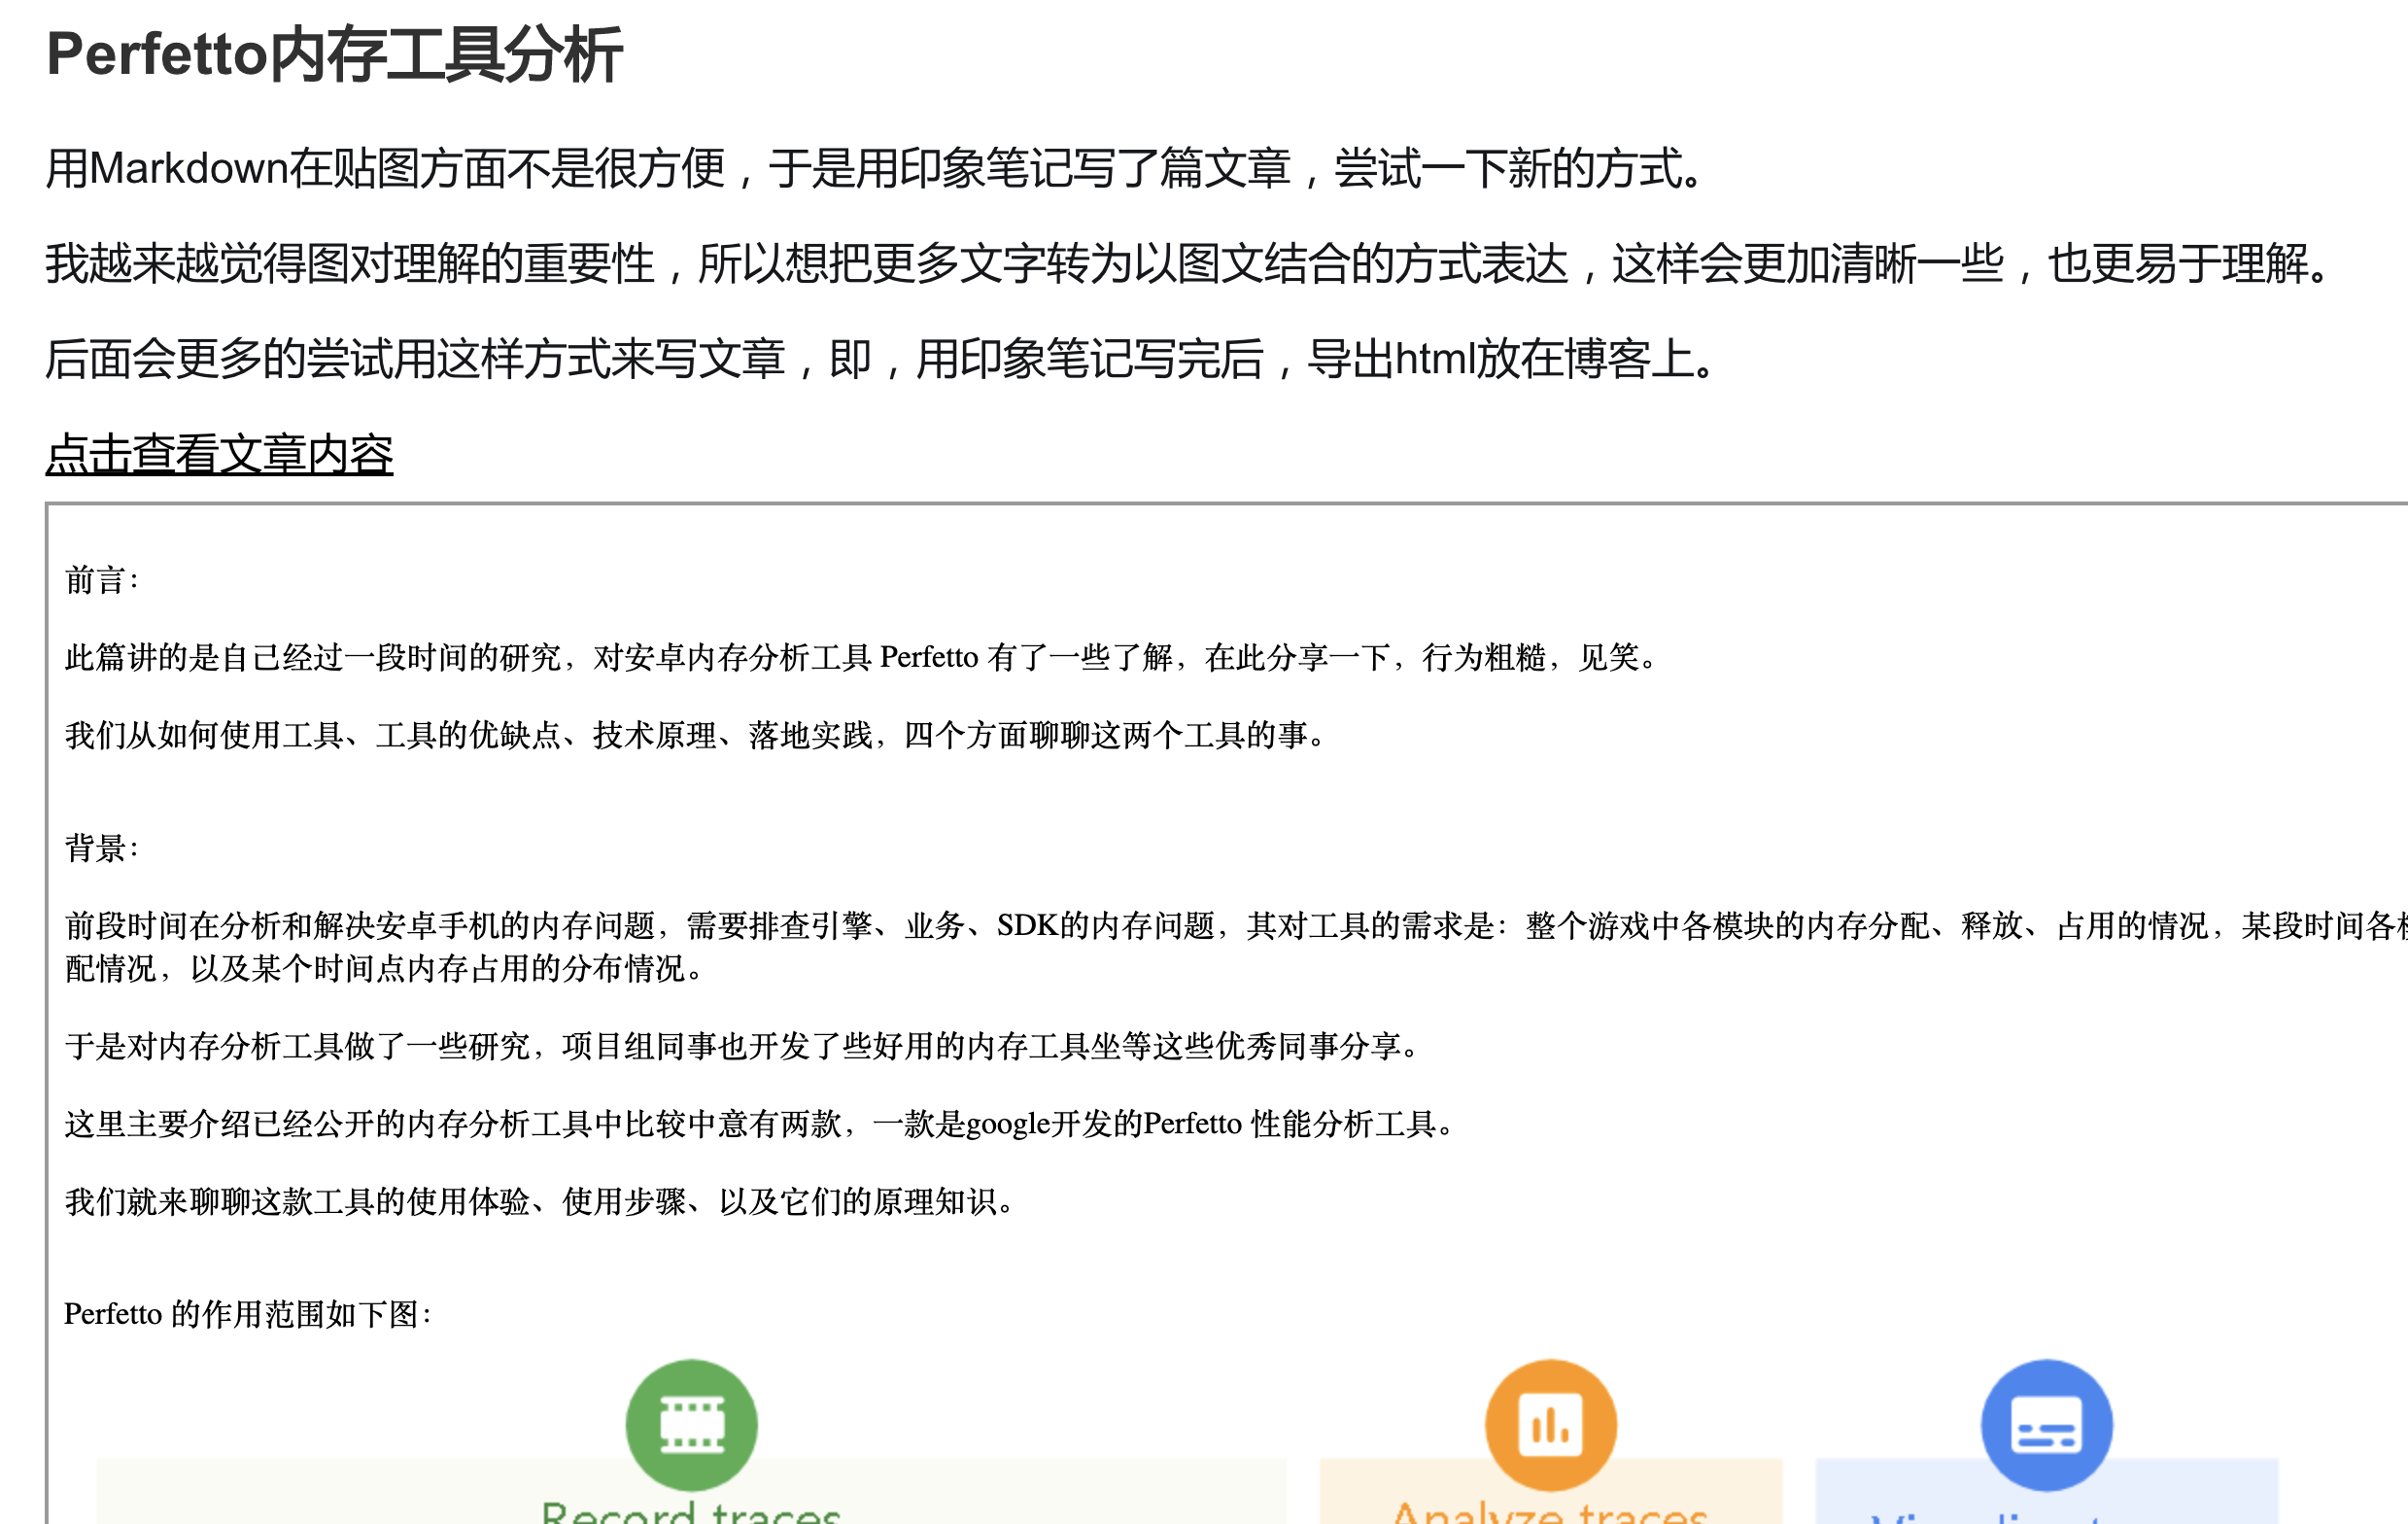 Perfetto内存工具分析
用Markdown在贴图方面不是很方便，于是用印象笔记写了篇文章，尝试一下新的方式。
我越来越觉得图对理解的重要性，所以想把更多文字转为以图文结合的方式表达，这样会更加清晰一些，也更易于理解。
后面会更多的尝试用这样方式来写文章，即，用印象笔记写完后，导出html放在博客上。
点击查看文章内容
前言：
此篇讲的是自己经过一段时间的研究，对安卓内存分析工具 Perfetto 有了一些了解，在此分享一下，行为粗糙，见笑。
我们从如何使用工具、工具的优缺点、技术原理、落地实践，四个方面聊聊这两个工具的事。
背景：
前段时间在分析和解决安卓手机的内存问题，需要排查引擎、业务、SDK的内存问题，其对工具的需求是：整个游戏中各模块的内存分配、释放、占用的情况，某段时间各
配情况，以及某个时间点内存占用的分布情况。
于是对内存分析工具做了一些研究，项目组同事也开发了些好用的内存工具坐等这些优秀同事分享。
这里主要介绍已经公开的内存分析工具中比较中意有两款，一款是google开发的Perfetto 性能分析工具。
我们就来聊聊这款工具的使用体验、使用步骤、以及它们的原理知识。
Perfetto 的作用范围如下图：
Record traces Analyze traces